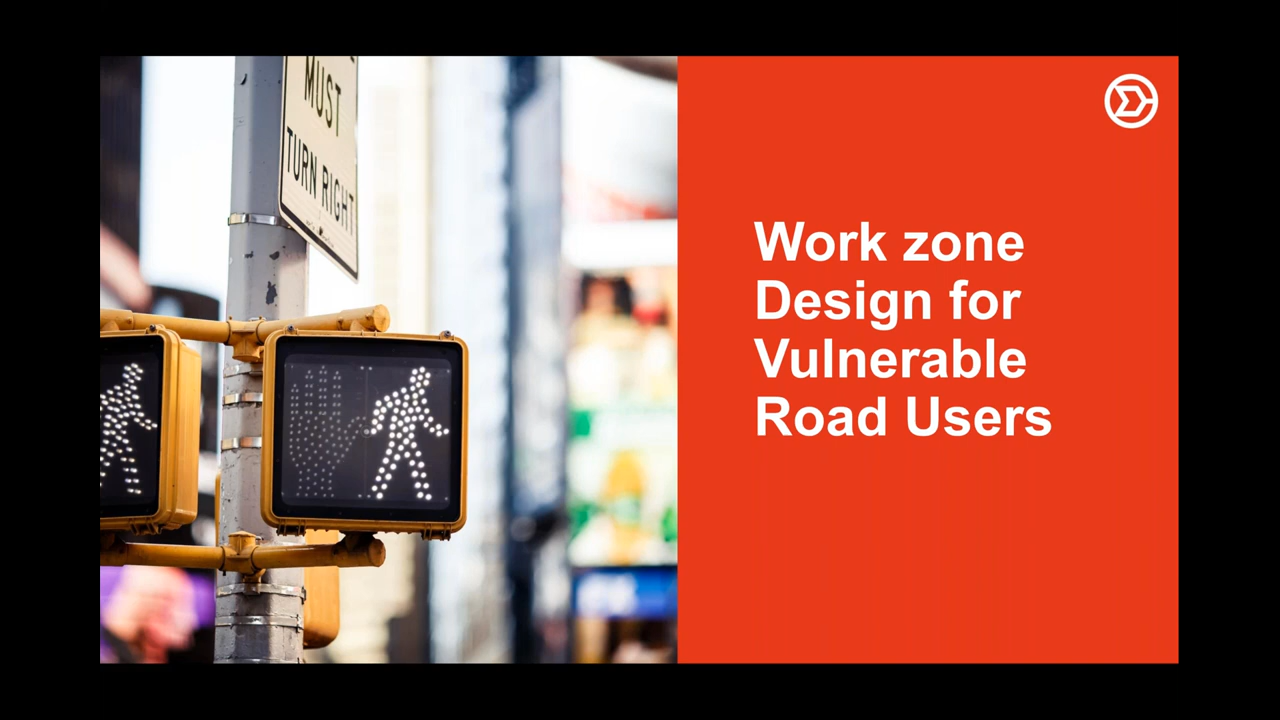 MUST
TURN RIGHT
Work zone
Design for
Vulnerable
Road Users